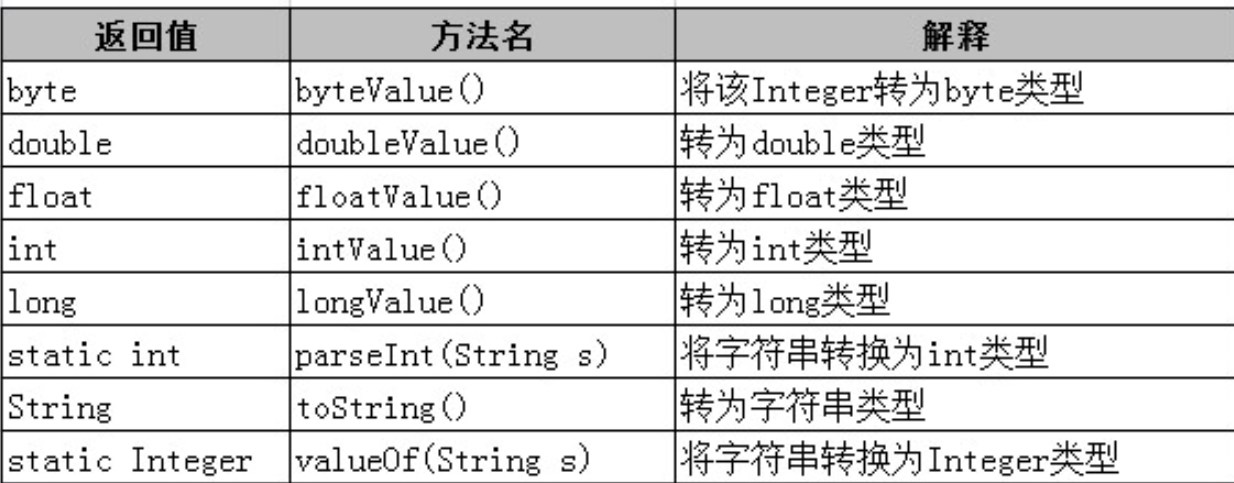 返回值 方法名 解释
byte byteValue() 将该Integer转为byte类型
double doubleValue() 转为double类型
float floatValue() 转为float类型
int intValue() 转为int类型
long longValue() 转为long类型
static int parseInt(String s) 将字符串转换为int类型
String toString() 转为字符串类型
static Integer valueOf(String s) 将字符串转换为Integer类型